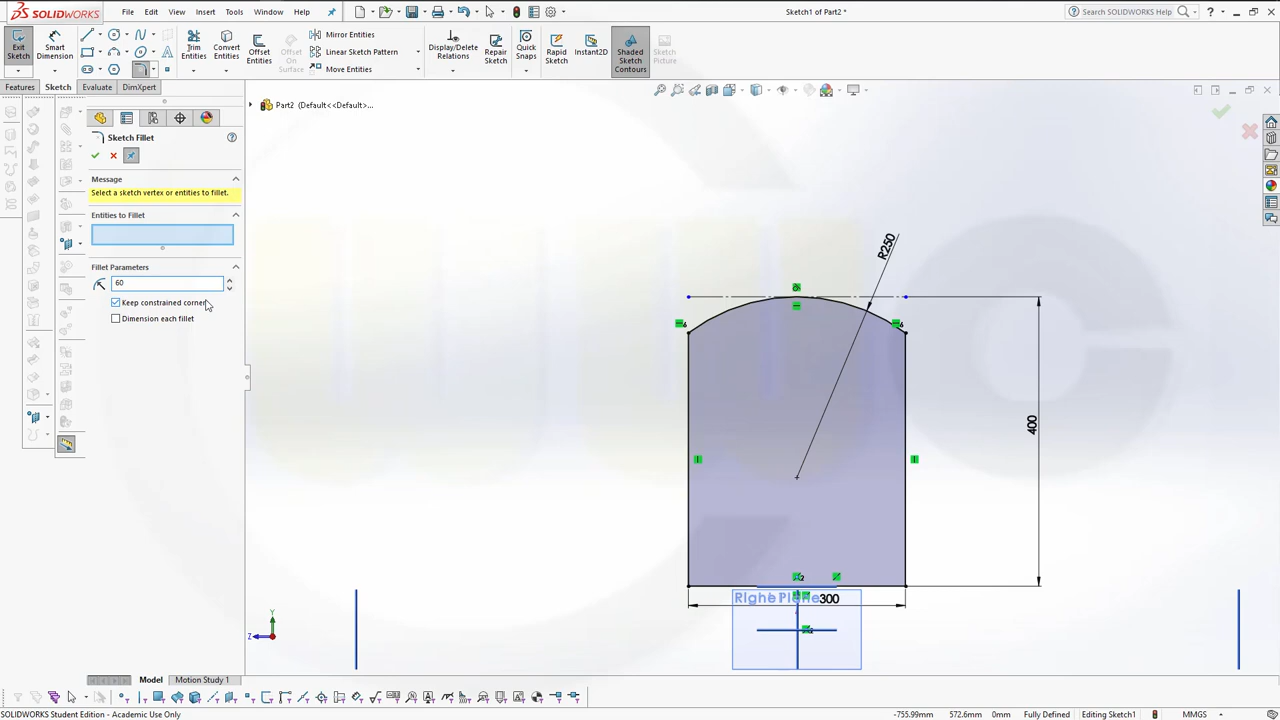 SOLIDWORKS
File
Edit
View
Insert
Tools
Window
Help
Sketch1 of Part2 *
Search SOLIDWORKS Help
?
Exit Sketch
Smart Dimension
Trim Entities
Convert Entities
Offset Entities
Offset On Surface
Mirror Entities
Linear Sketch Pattern
Move Entities
Display/Delete Relations
Repair Sketch
Quick Snaps
Rapid Sketch
Instant2D
Shaded Sketch Contours
Sketch Picture
Features
Sketch
Evaluate
DimXpert
Part2 (Default<<Default>...
Sketch Fillet
Message
Select a sketch vertex or entities to fillet.
Entities to Fillet
Fillet Parameters
60
Keep constrained corners
Dimension each fillet
R250
400
300
Right Plane
Y
Z
Model
Motion Study 1
SOLIDWORKS Student Edition - Academic Use Only
-755.99mm
572.6mm
0mm
Fully Defined
Editing Sketch1
MMGS